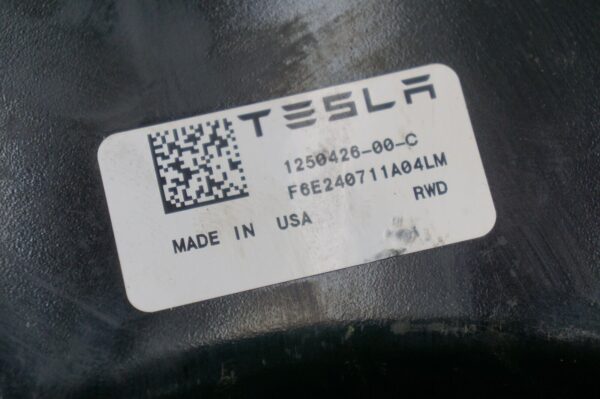 TESLA
1250426-00-C
F6E240711A04LM
RWD
MADE IN USA